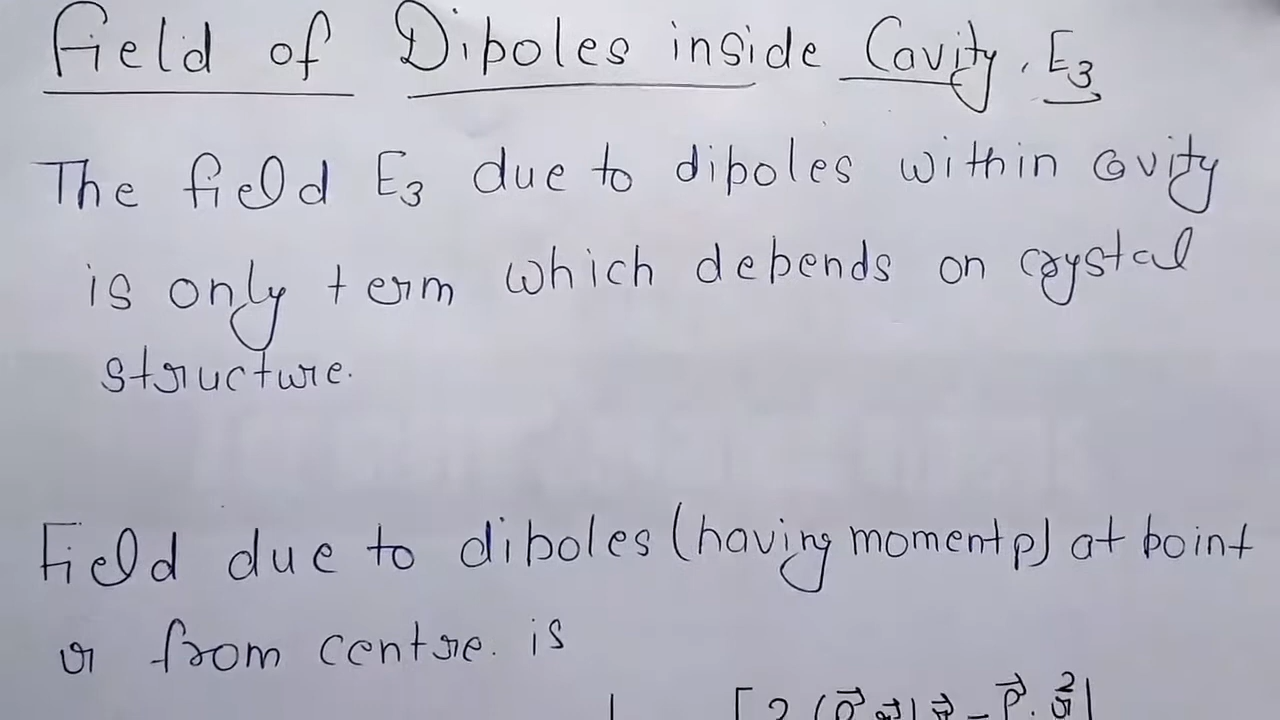 Field of Dipoles inside Cavity, E₃
The field E₃ due to dipoles within cavity
is only term which depends on crystal
structure.
Field due to dipoles (having moment p) at point
r from centre. is